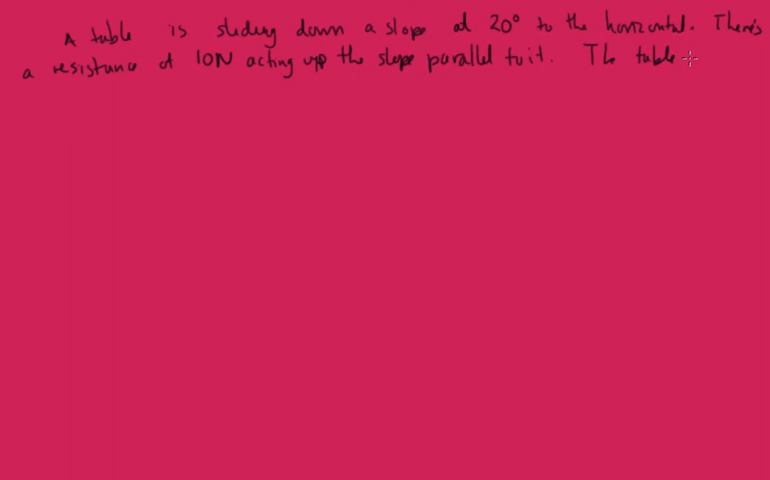 A table is sliding down a slope at 20° to the horizontal. There's
a resistance of 10N acting up the slope parallel to it. The table